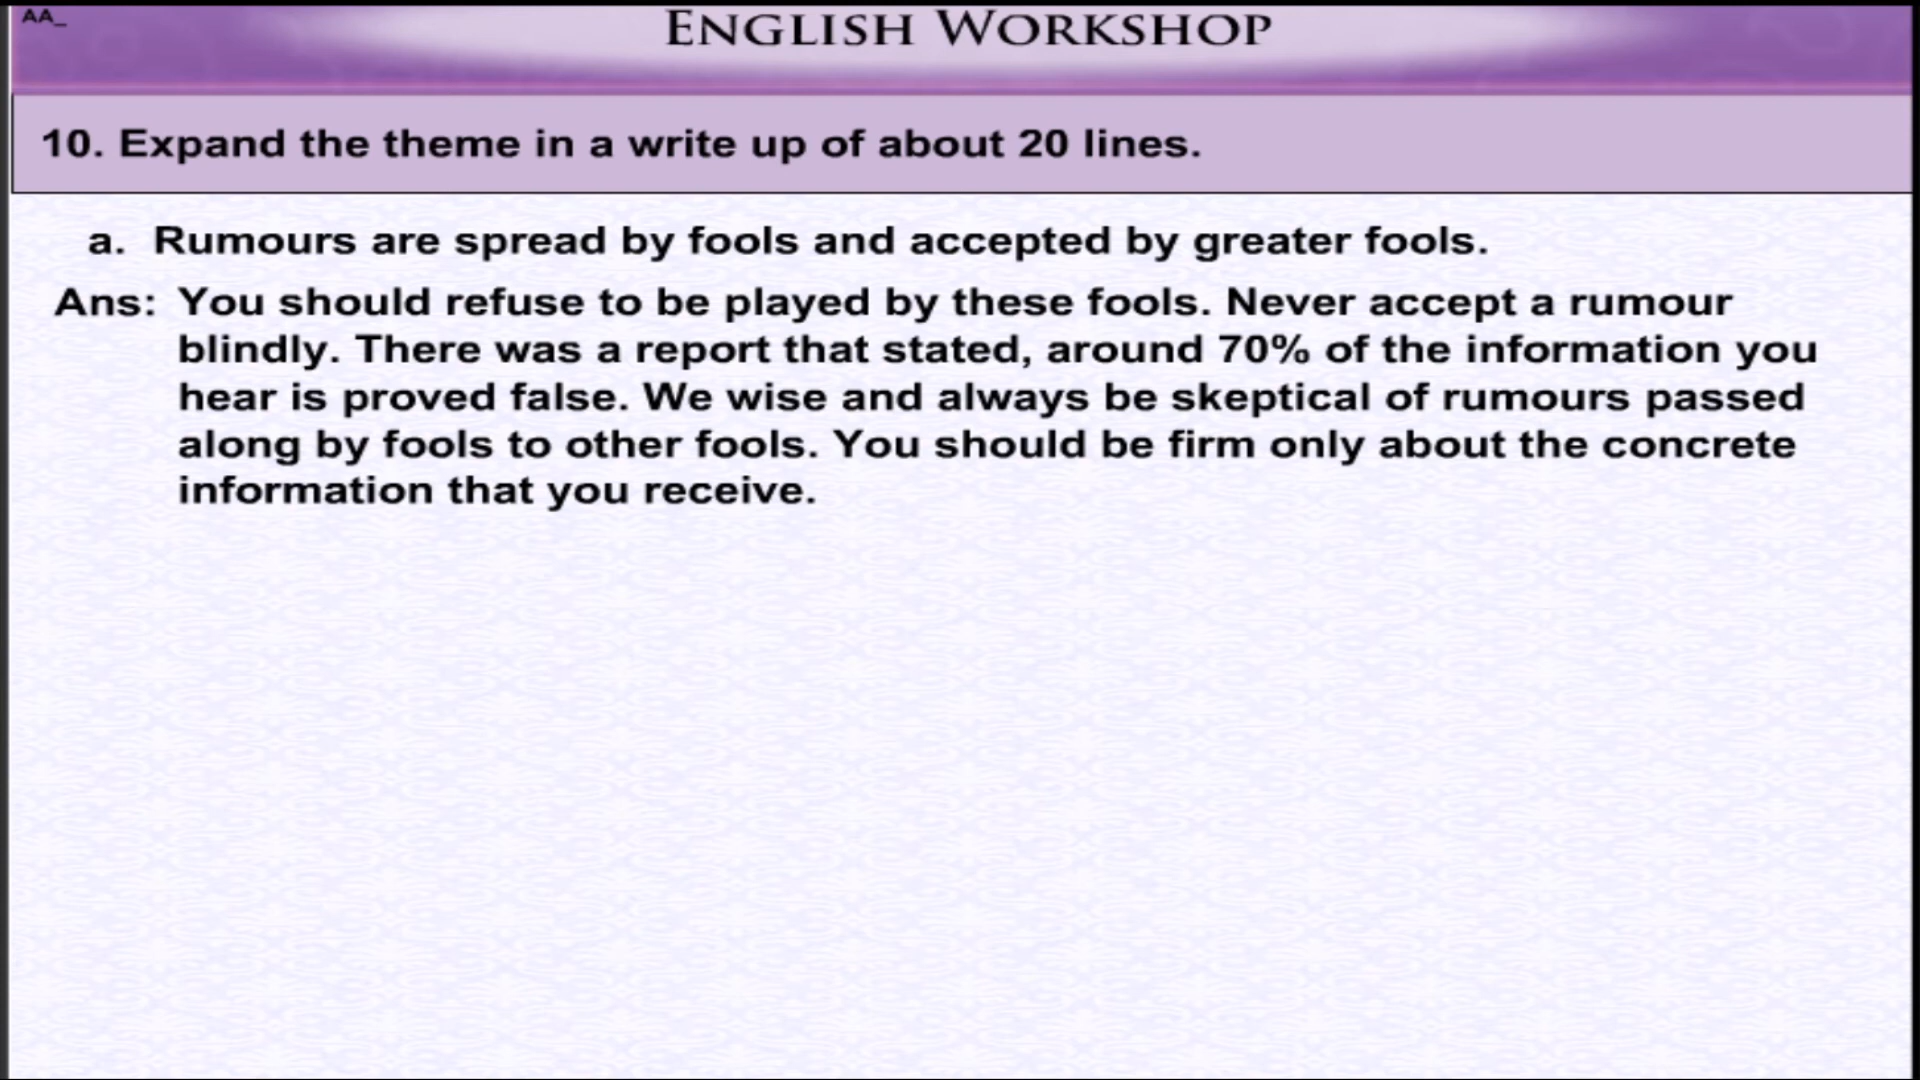 AA_
ENGLISH WORKSHOP
10. Expand the theme in a write up of about 20 lines.
a. Rumours are spread by fools and accepted by greater fools.
Ans: You should refuse to be played by these fools. Never accept a rumour
blindly. There was a report that stated, around 70% of the information you
hear is proved false. We wise and always be skeptical of rumours passed
along by fools to other fools. You should be firm only about the concrete
information that you receive.